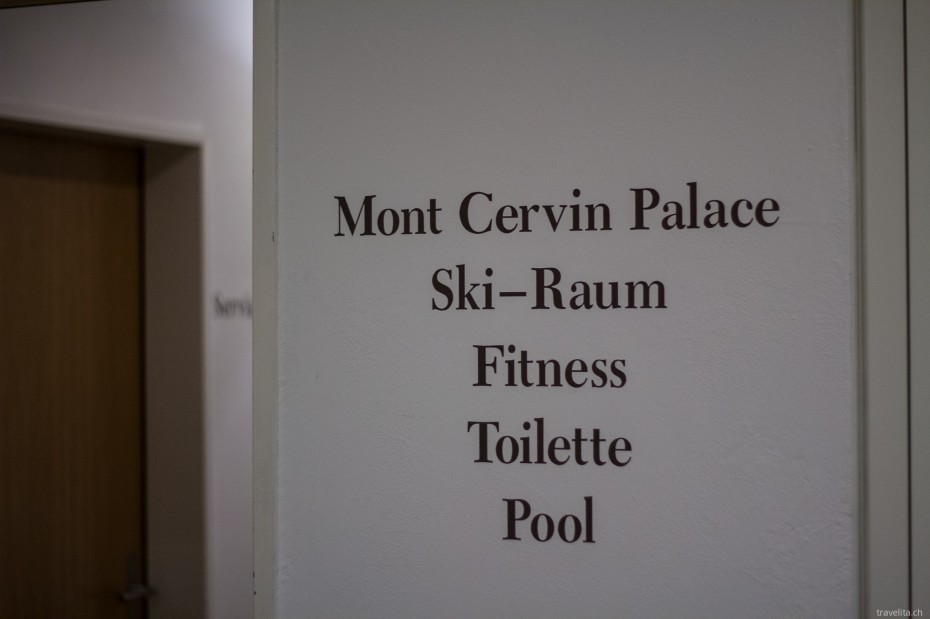 Mont Cervin Palace
Ski–Raum
Fitness
Toilette
Pool
travelita.ch